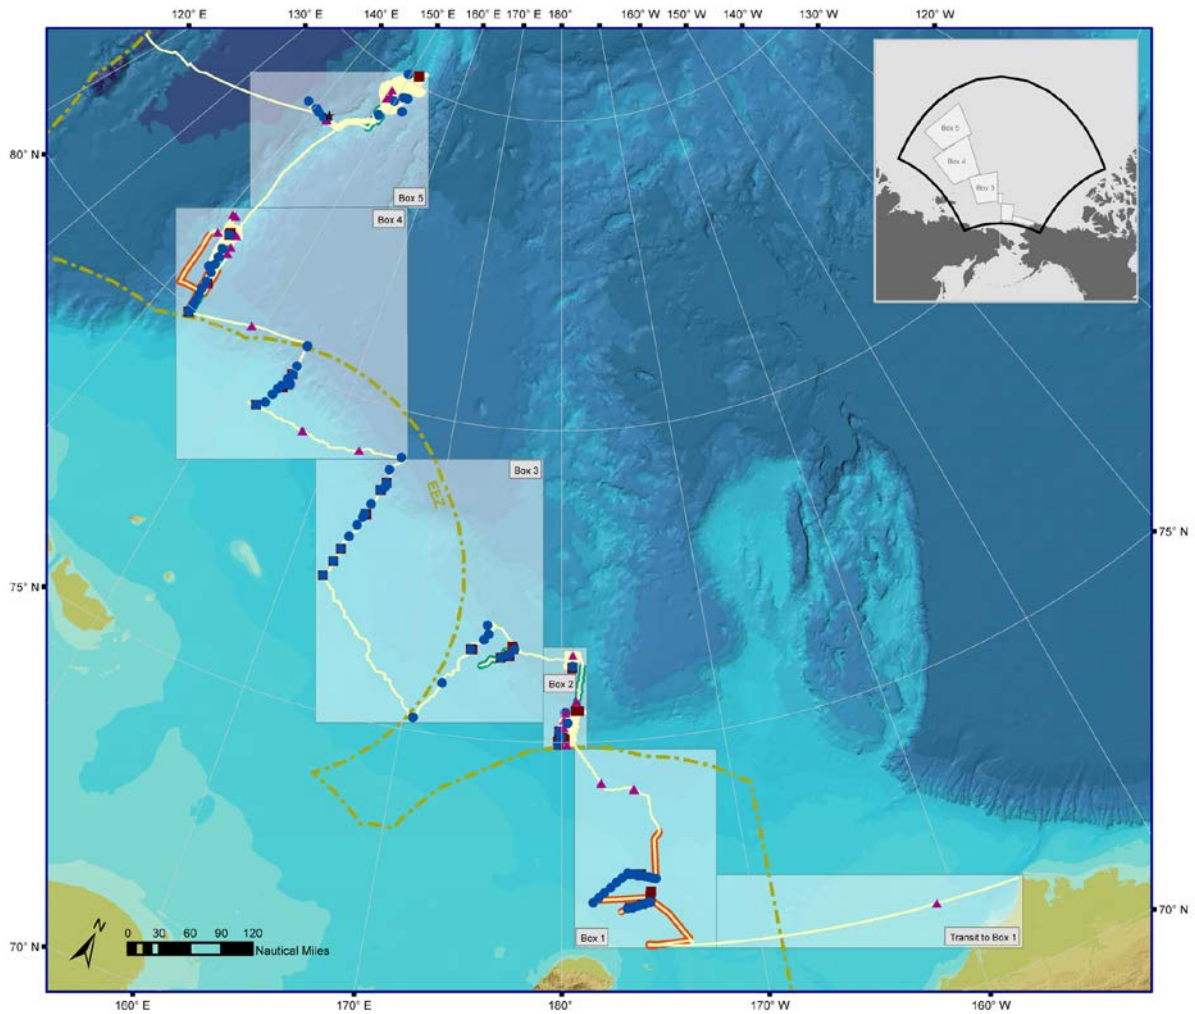 120° E 130° E 140° E 150° E 160° E 170° E 180° 160° W 150° W 140° W 130° W 120° W
Box 5
Box 4
Box 3
Box 5
80° N
Box 4
Box 3
EEZ
75° W
75° N
Box 2
70° W
N
0 30 60 90 120
Nautical Miles
Box 1
Transit to Box 1
70° N
160° E 170° E 180° 170° W 160° W